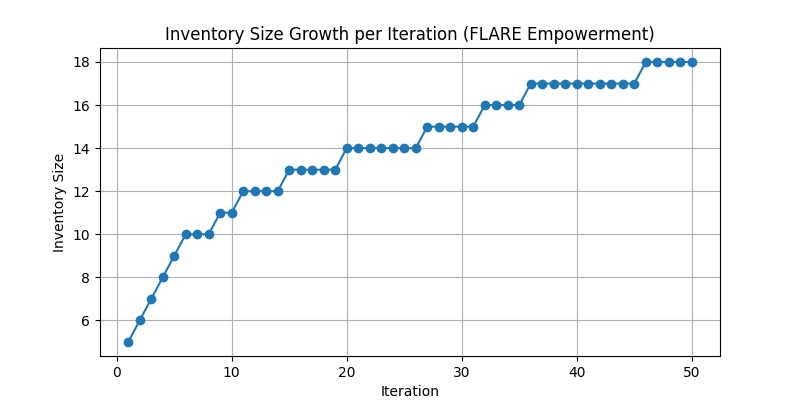 Inventory Size Growth per Iteration (FLARE Empowerment)
Inventory Size
18
16
14
12
10
8
6
0 10 20 30 40 50
Iteration